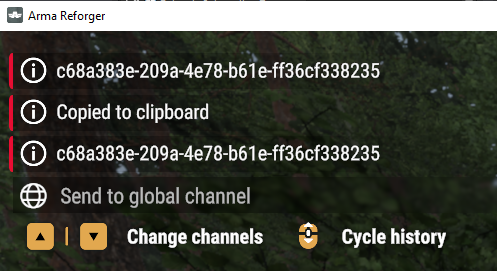 Arma Reforger
c68a383e-209a-4e78-b61e-ff36cf338235
Copied to clipboard
c68a383e-209a-4e78-b61e-ff36cf338235
Send to global channel
Change channels Cycle history